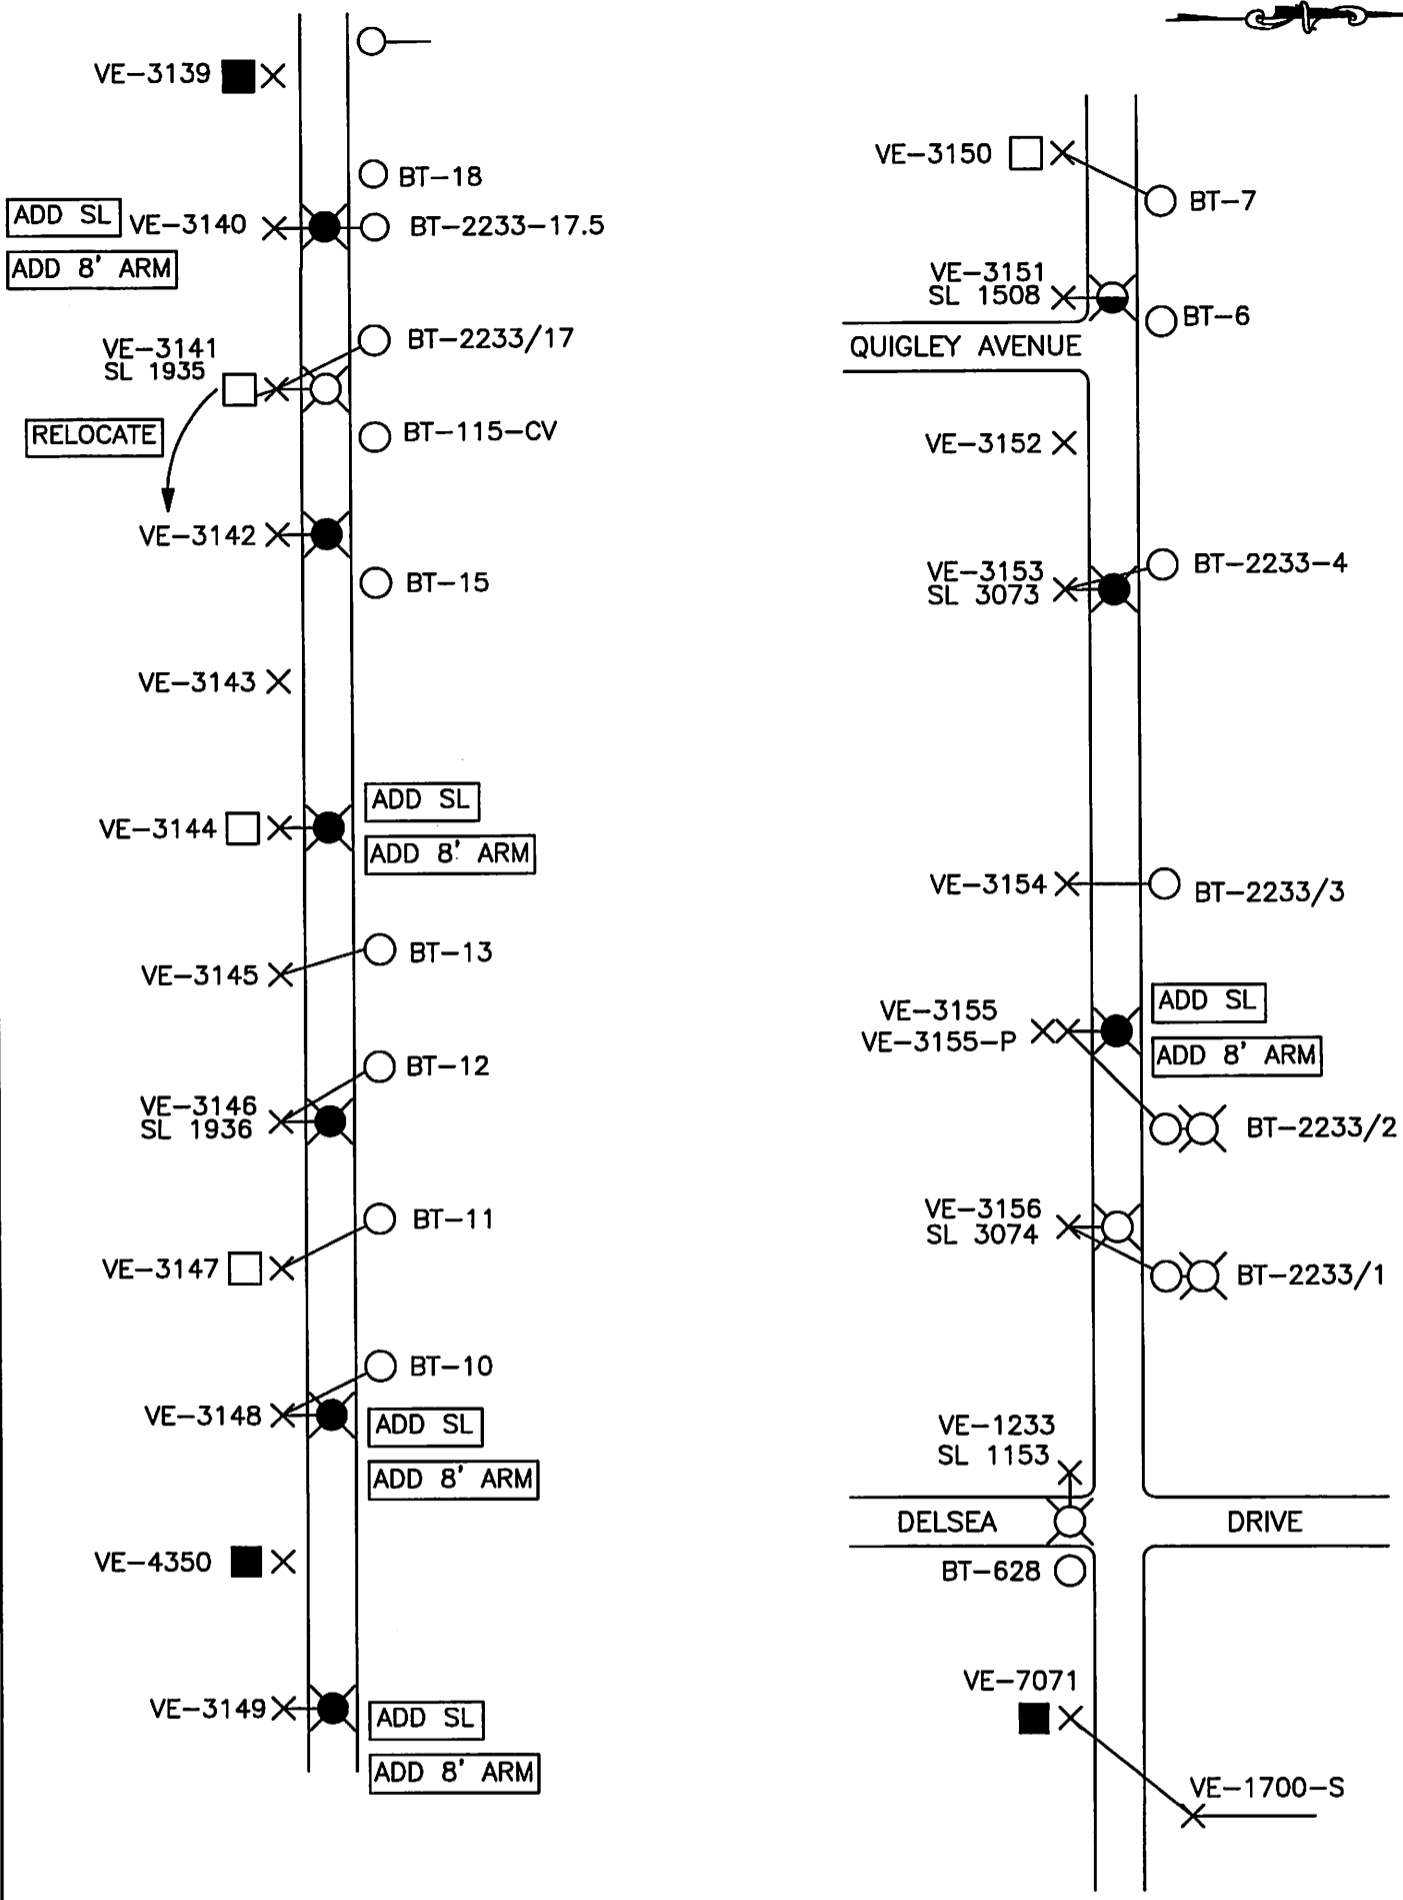 VE-3139
BT-18
ADD SL
VE-3140
BT-2233-17.5
ADD 8' ARM
VE-3141
SL 1935
BT-2233/17
RELOCATE
BT-115-CV
VE-3142
BT-15
VE-3143
ADD SL
VE-3144
ADD 8' ARM
BT-13
VE-3145
BT-12
VE-3146
SL 1936
BT-11
VE-3147
BT-10
VE-3148
ADD SL
ADD 8' ARM
VE-4350
VE-3149
ADD SL
ADD 8' ARM
VE-3150
BT-7
VE-3151
SL 1508
BT-6
QUIGLEY AVENUE
VE-3152
VE-3153
SL 3073
BT-2233-4
VE-3154
BT-2233/3
VE-3155
VE-3155-P
ADD SL
ADD 8' ARM
BT-2233/2
VE-3156
SL 3074
BT-2233/1
VE-1233
SL 1153
DELSEA DRIVE
BT-628
VE-7071
VE-1700-S